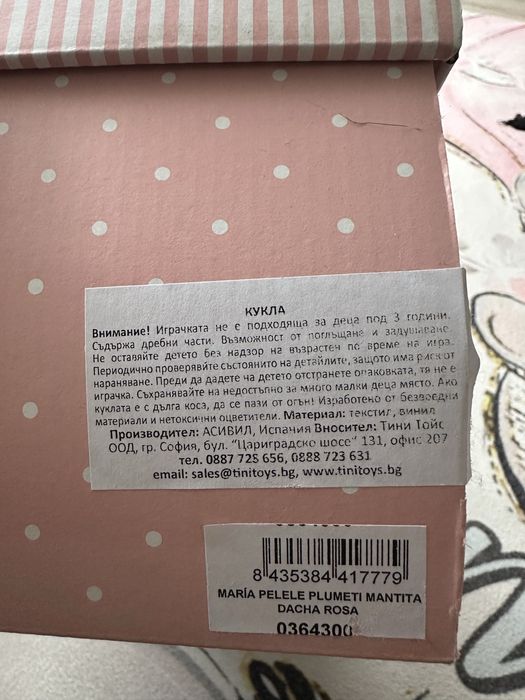 КУКЛА
Внимание! Играчката не е подходяща за деца под 3 години.
Съдържа дребни части. Възможност от поглъщане и задушаване.
Не оставяйте детето без надзор на възрастен по време на игра.
Периодично проверявайте състоянието на детайлите, защото има риск от
нараняване. Преди да дадете на детето отстранете опаковката, тя не е
играчка. Съхранявайте на недостъпно за много малки деца място. Ако
куклата е с дълга коса, да се пази от огън! Изработено от безвредни
материали и нетоксични оцветители. Материал: текстил, винил
Производител: АСИВИЛ, Испания Вносител: Тини Тойс
ООД, гр. София, бул. "Цариградско шосе" 131, офис 207
тел. 0887 725 656, 0888 723 631
email: sales@tinitoys.bg, www.tinitoys.bg
8 435384 417779
MARÍA PELELE PLUMETI MANTITA
DACHA ROSA
0364300